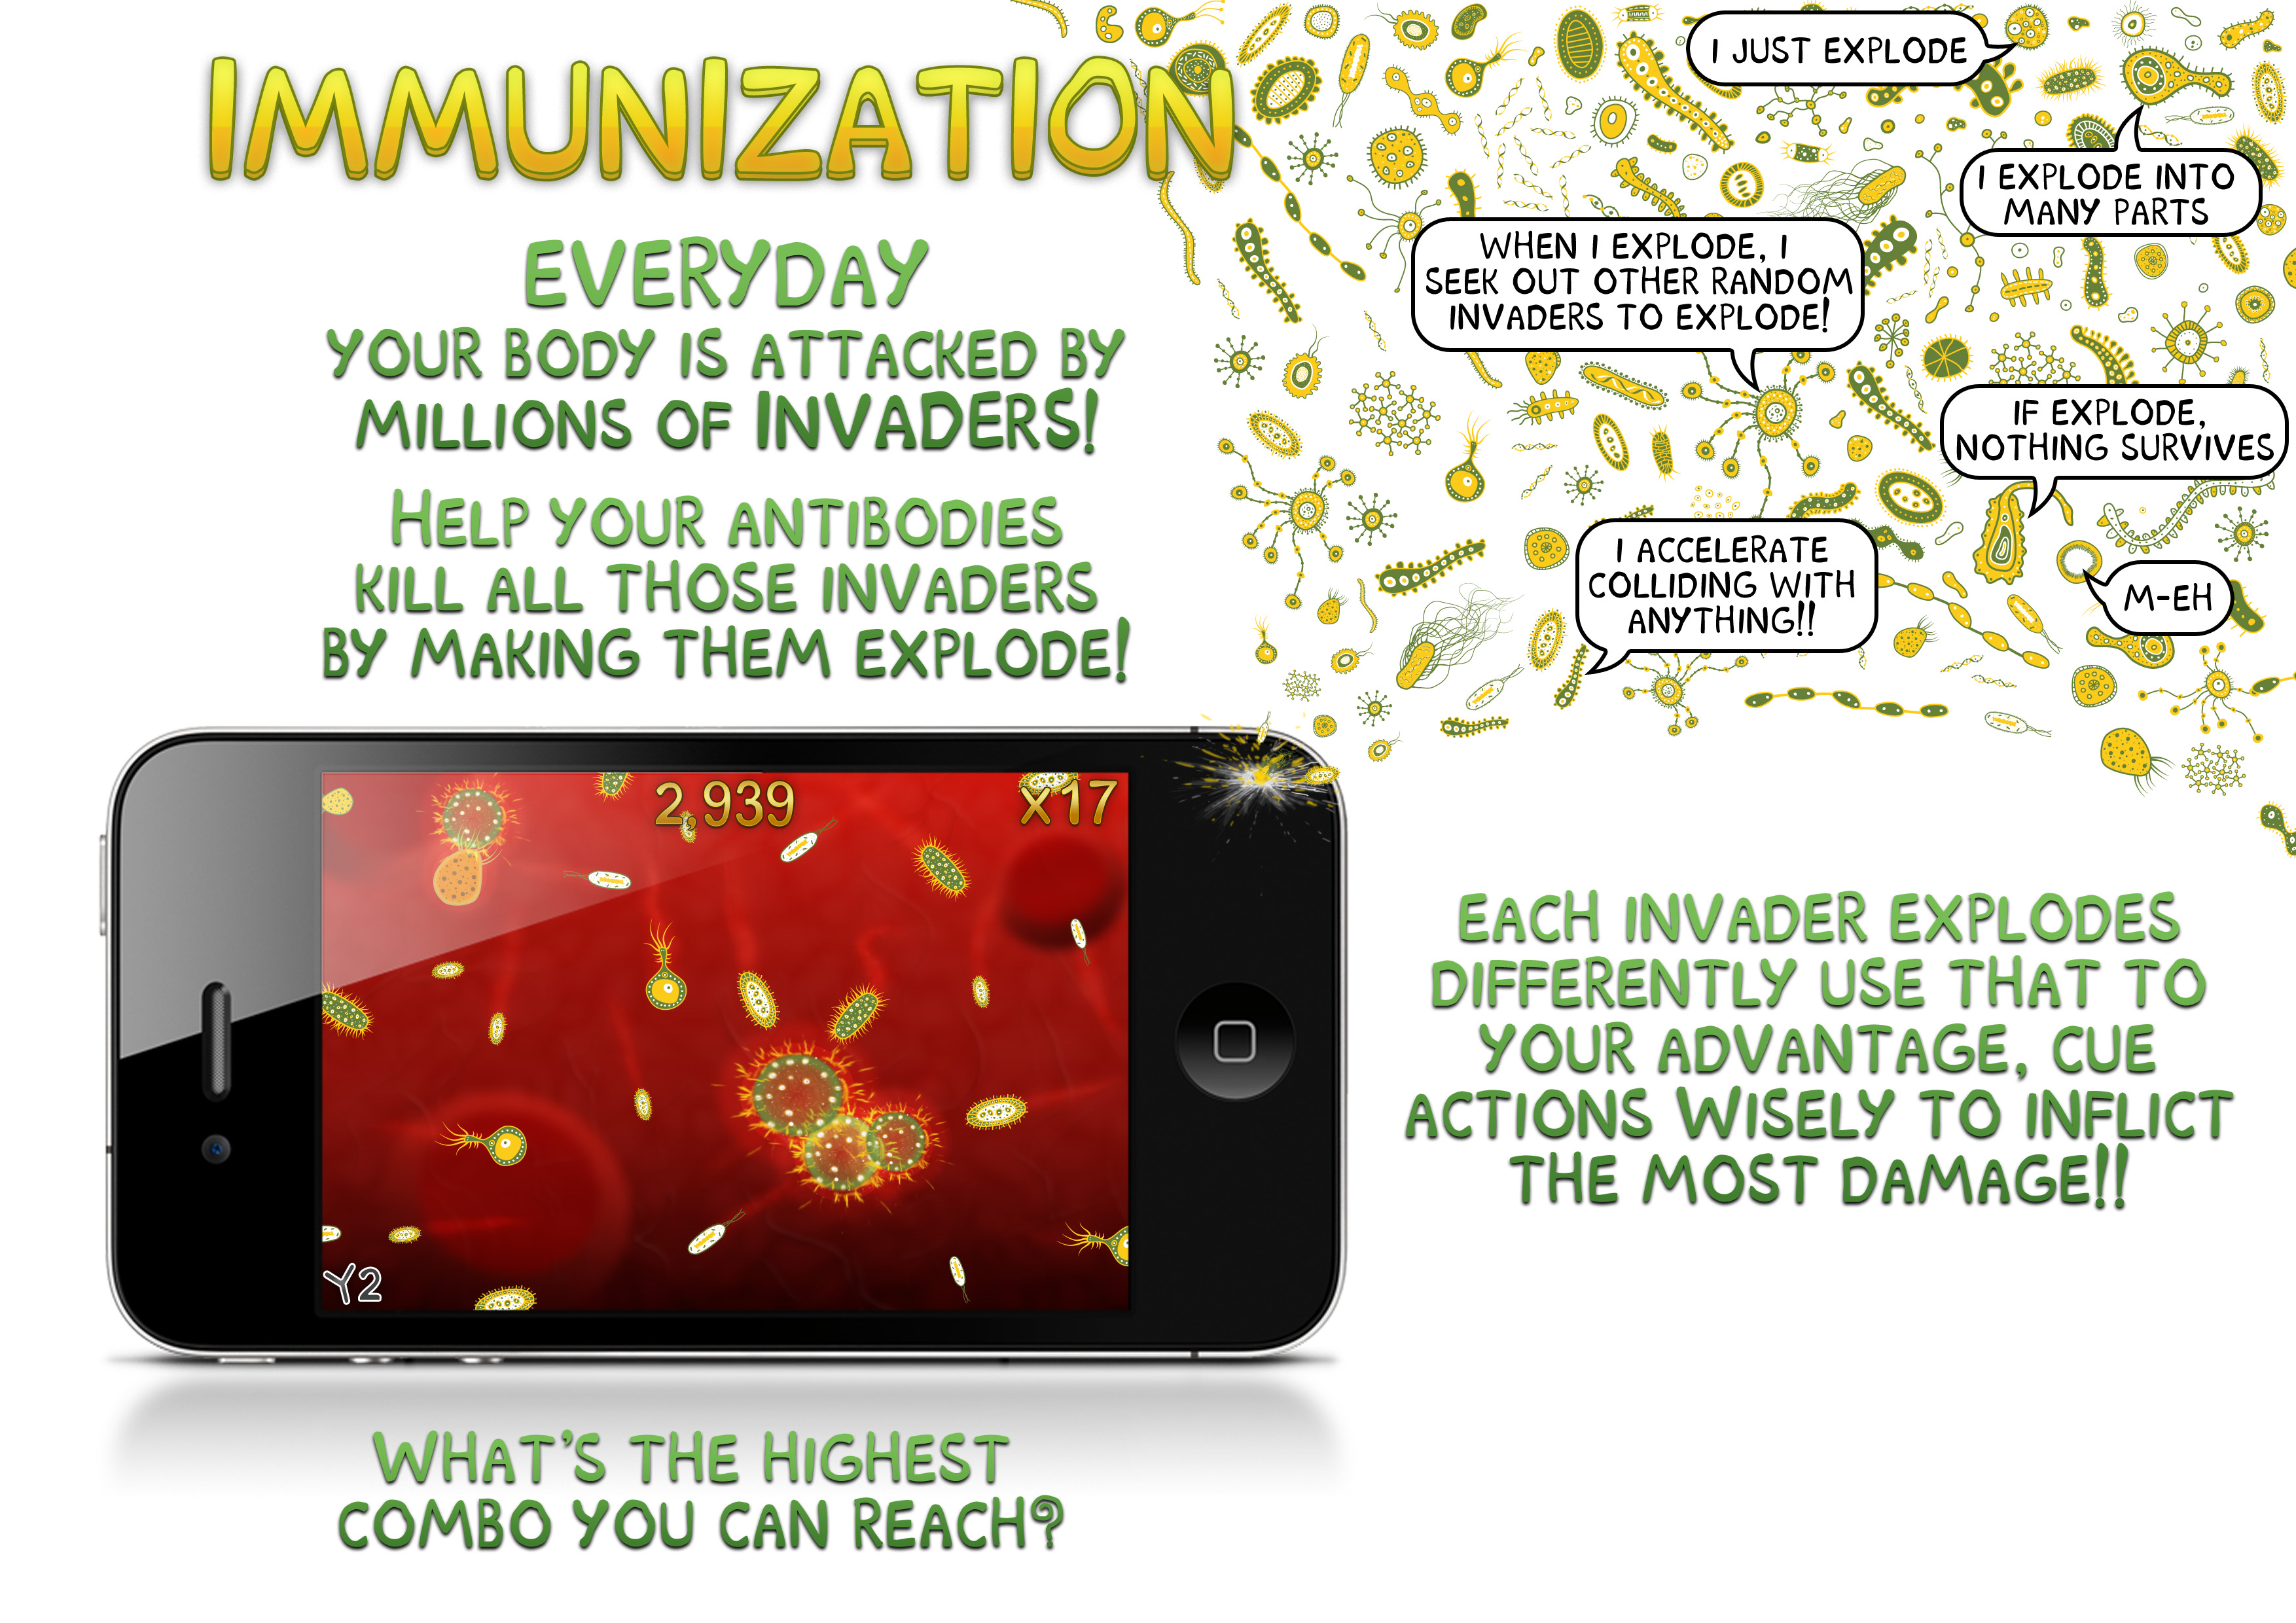 IMMUNIZATION
EVERYDAY
YOUR BODY IS ATTACKED BY
MILLIONS OF INVADERS!
HELP YOUR ANTIBODIES
KILL ALL THOSE INVADERS
BY MAKING THEM EXPLODE!
I JUST EXPLODE
I EXPLODE INTO
MANY PARTS
WHEN I EXPLODE, I
SEEK OUT OTHER RANDOM
INVADERS TO EXPLODE!
IF EXPLODE,
NOTHING SURVIVES
I ACCELERATE
COLLIDING WITH
ANYTHING!!
M-EH
2,939
X17
Y2
EACH INVADER EXPLODES
DIFFERENTLY USE THAT TO
YOUR ADVANTAGE, CUE
ACTIONS WISELY TO INFLICT
THE MOST DAMAGE!!
WHAT'S THE HIGHEST
COMBO YOU CAN REACH?